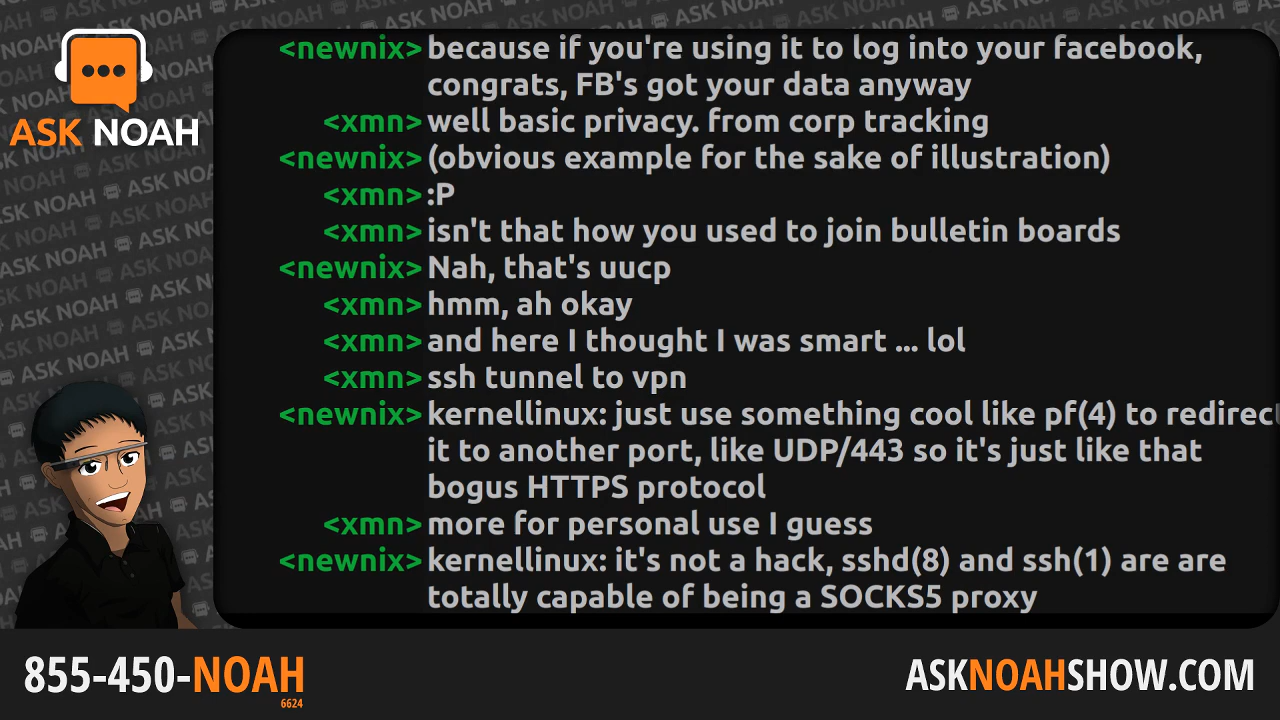 ASK NOAH
<newnix> because if you're using it to log into your facebook,
congrats, FB's got your data anyway
<xmn> well basic privacy. from corp tracking
<newnix> (obvious example for the sake of illustration)
<xmn> :P
<xmn> isn't that how you used to join bulletin boards
<newnix> Nah, that's uucp
<xmn> hmm, ah okay
<xmn> and here I thought I was smart ... lol
<xmn> ssh tunnel to vpn
<newnix> kernellinux: just use something cool like pf(4) to redirect
it to another port, like UDP/443 so it's just like that
bogus HTTPS protocol
<xmn> more for personal use I guess
<newnix> kernellinux: it's not a hack, sshd(8) and ssh(1) are are
totally capable of being a SOCKS5 proxy
855-450-NOAH
6624
ASKNOAHSHOW.COM